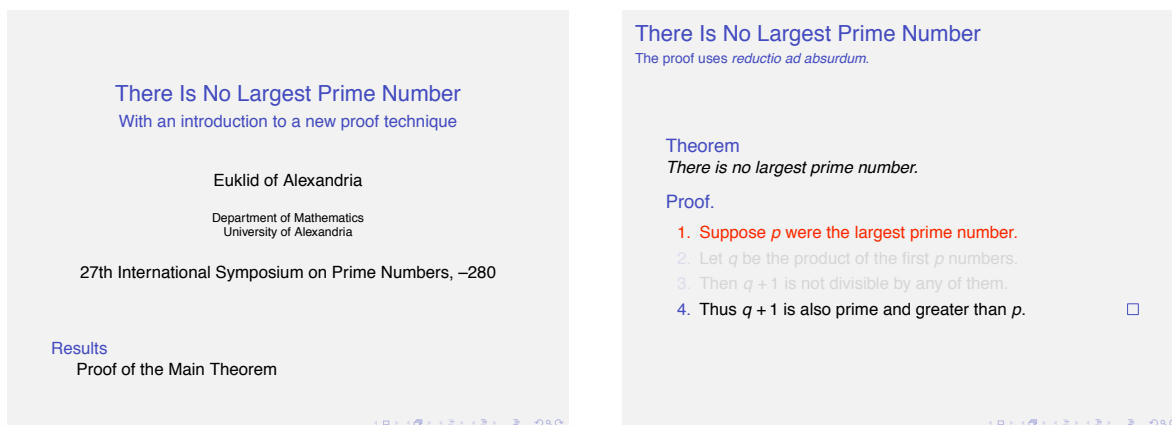 There Is No Largest Prime Number
With an introduction to a new proof technique
Euklid of Alexandria
Department of Mathematics
University of Alexandria
27th International Symposium on Prime Numbers, –280
Results
Proof of the Main Theorem
There Is No Largest Prime Number
The proof uses reductio ad absurdum.
Theorem
There is no largest prime number.
Proof.
1. Suppose p were the largest prime number.
2. Let q be the product of the first p numbers.
3. Then q + 1 is not divisible by any of them.
4. Thus q + 1 is also prime and greater than p.